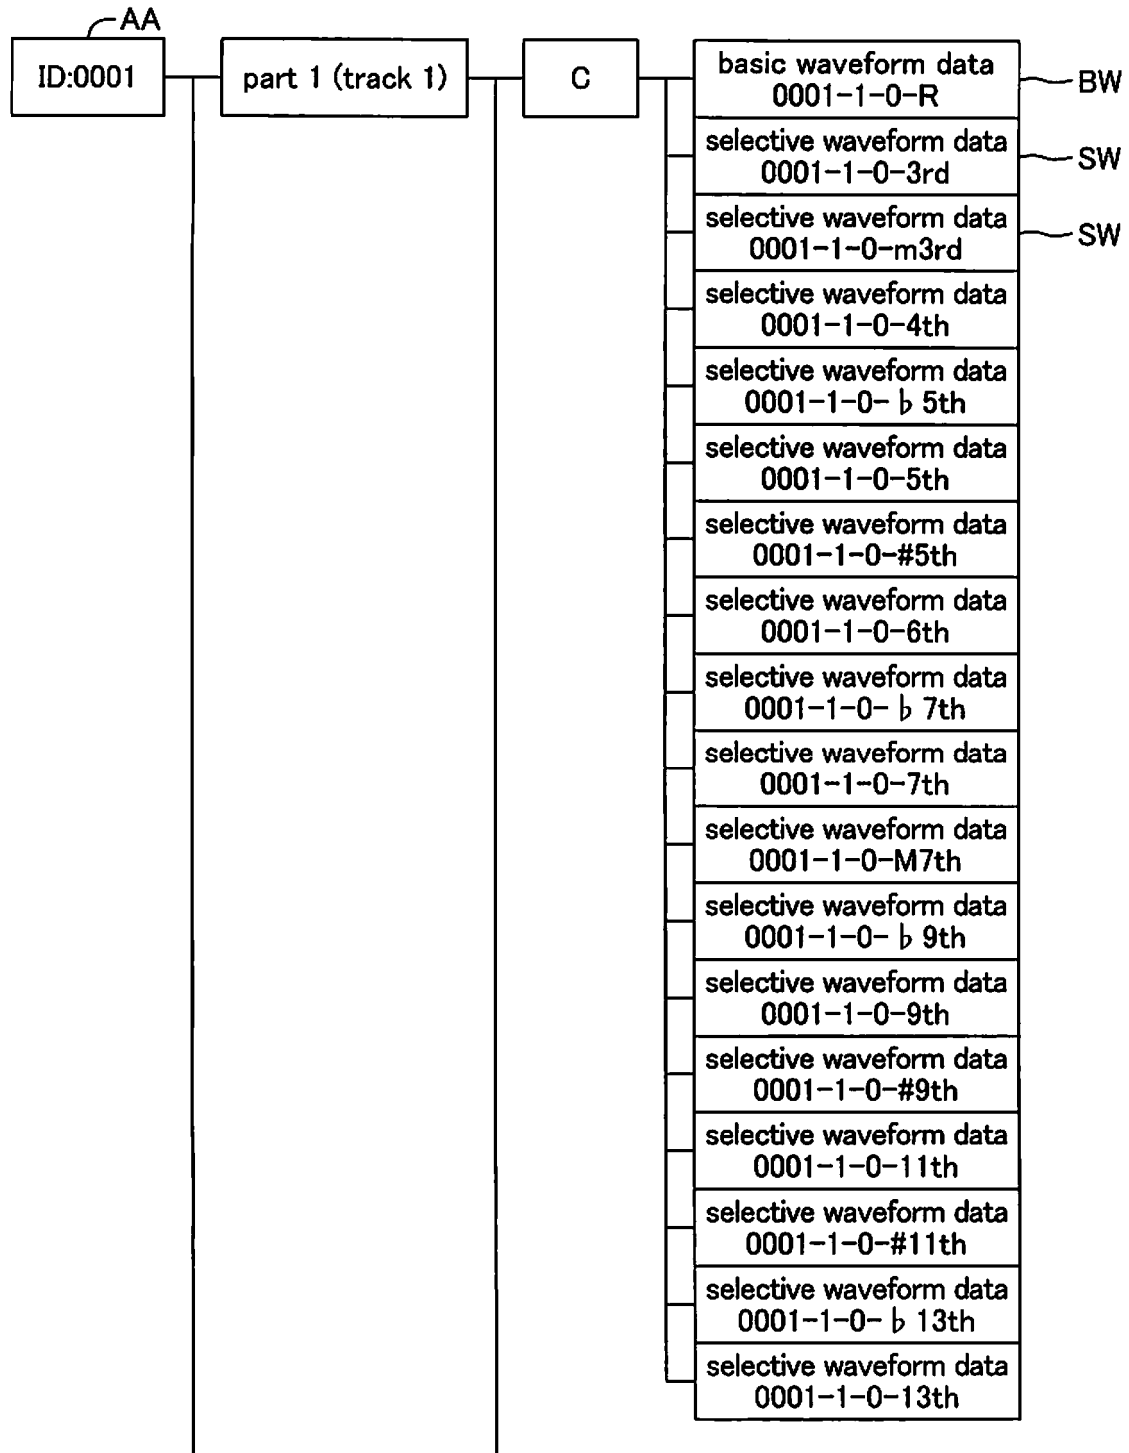 AA
ID:0001
part 1 (track 1)
C
basic waveform data
0001-1-0-R
BW
selective waveform data
0001-1-0-3rd
SW
selective waveform data
0001-1-0-m3rd
SW
selective waveform data
0001-1-0-4th
selective waveform data
0001-1-0-♭5th
selective waveform data
0001-1-0-5th
selective waveform data
0001-1-0-#5th
selective waveform data
0001-1-0-6th
selective waveform data
0001-1-0-♭7th
selective waveform data
0001-1-0-7th
selective waveform data
0001-1-0-M7th
selective waveform data
0001-1-0-♭9th
selective waveform data
0001-1-0-9th
selective waveform data
0001-1-0-#9th
selective waveform data
0001-1-0-11th
selective waveform data
0001-1-0-#11th
selective waveform data
0001-1-0-♭13th
selective waveform data
0001-1-0-13th